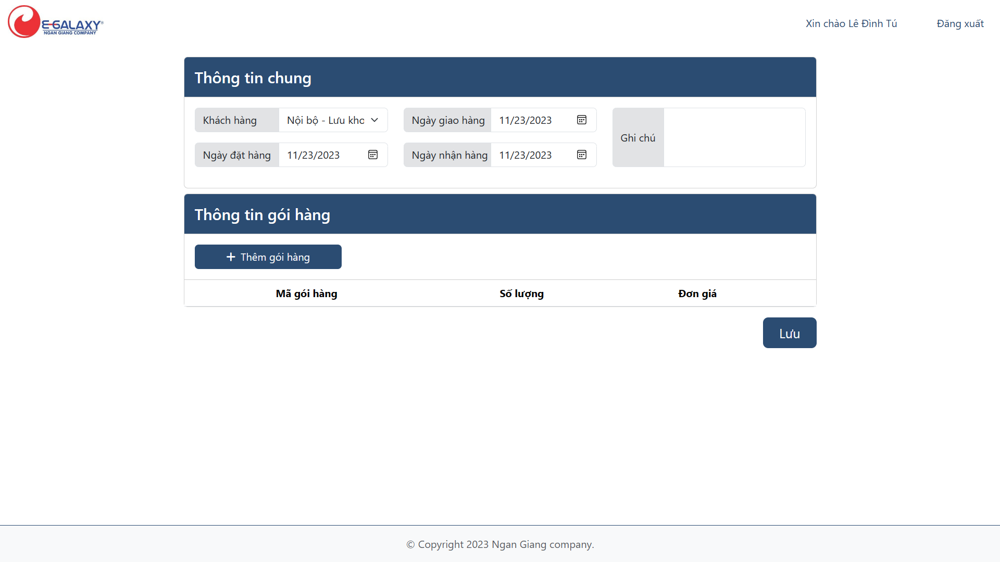 E-GALAXY®
NGAN GIANG COMPANY
Xin chào Lê Đình Tú
Đăng xuất
Thông tin chung
Khách hàng
Nội bộ - Lưu kho
Ngày giao hàng
11/23/2023
Ghi chú
Ngày đặt hàng
11/23/2023
Ngày nhận hàng
11/23/2023
Thông tin gói hàng
+ Thêm gói hàng
Mã gói hàng
Số lượng
Đơn giá
Lưu
© Copyright 2023 Ngan Giang company.